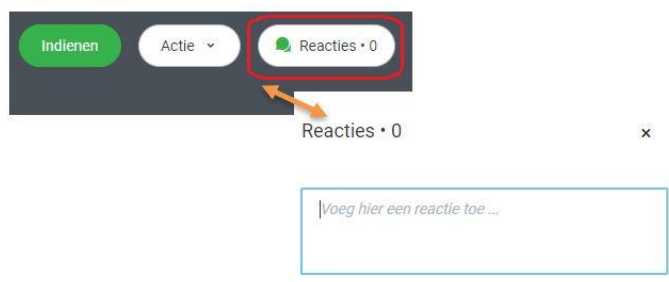 Indienen Actie Reacties • 0
Reacties • 0 ×
Voeg hier een reactie toe ...